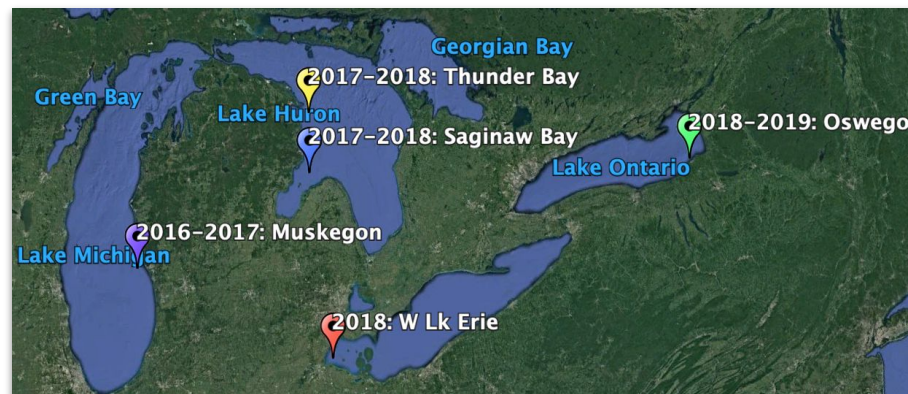 Georgian Bay
2017-2018: Thunder Bay
Green Bay
Lake Huron
2018-2019: Oswego
2017-2018: Saginaw Bay
Lake Ontario
2016-2017: Muskegon
Lake Michigan
2018: W Lk Erie